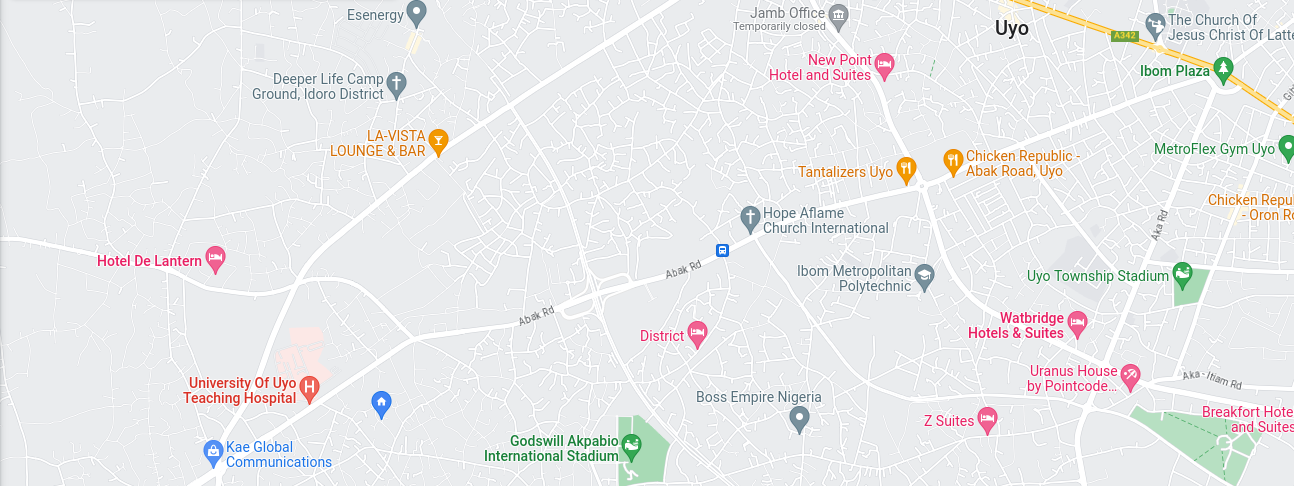 Esenergy
Jamb Office
Temporarily closed
Uyo
The Church Of
Jesus Christ Of Latte
A342
New Point
Hotel and Suites
Ibom Plaza
Deeper Life Camp
Ground, Idoro District
LA-VISTA
LOUNGE & BAR
MetroFlex Gym Uyo
Tantalizers Uyo
Chicken Republic -
Abak Road, Uyo
Chicken Repu
- Oron Ro
Hope Aflame
Church International
Aka Rd
Hotel De Lantern
Abak Rd
Ibom Metropolitan
Polytechnic
Uyo Township Stadium
Abak Rd
Watbridge
Hotels & Suites
District
Uranus House
by Pointcode...
Aka - Itiam Rd
University Of Uyo
Teaching Hospital
H
Boss Empire Nigeria
Z Suites
Breakfort Hote
and Suites
Godswill Akpabio
International Stadium
Kae Global
Communications